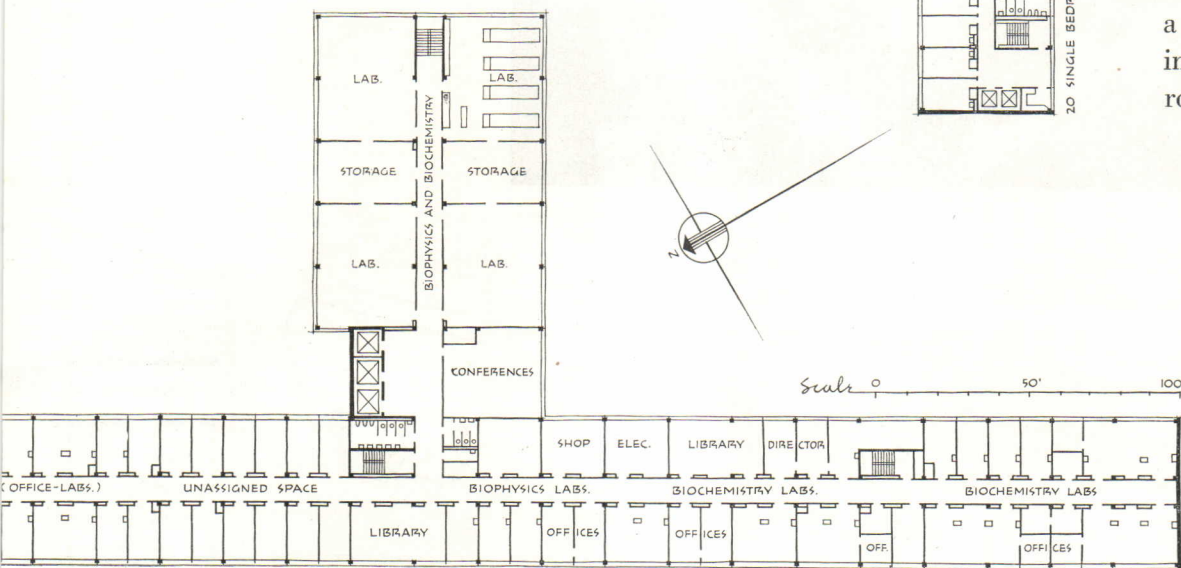 a
in
20 SINGLE BEDR
LAB.
LAB.
STORAGE
STORAGE
BIOPHYSICS AND BIOCHEMISTRY
LAB.
LAB.
N
CONFERENCES
Scale 0 50' 100
SHOP ELEC. LIBRARY DIRECTOR
(OFFICE-LABS.) UNASSIGNED SPACE BIOPHYSICS LABS. BIOCHEMISTRY LABS. BIOCHEMISTRY LABS
LIBRARY OFFICES OFFICES OFF. OFFICES